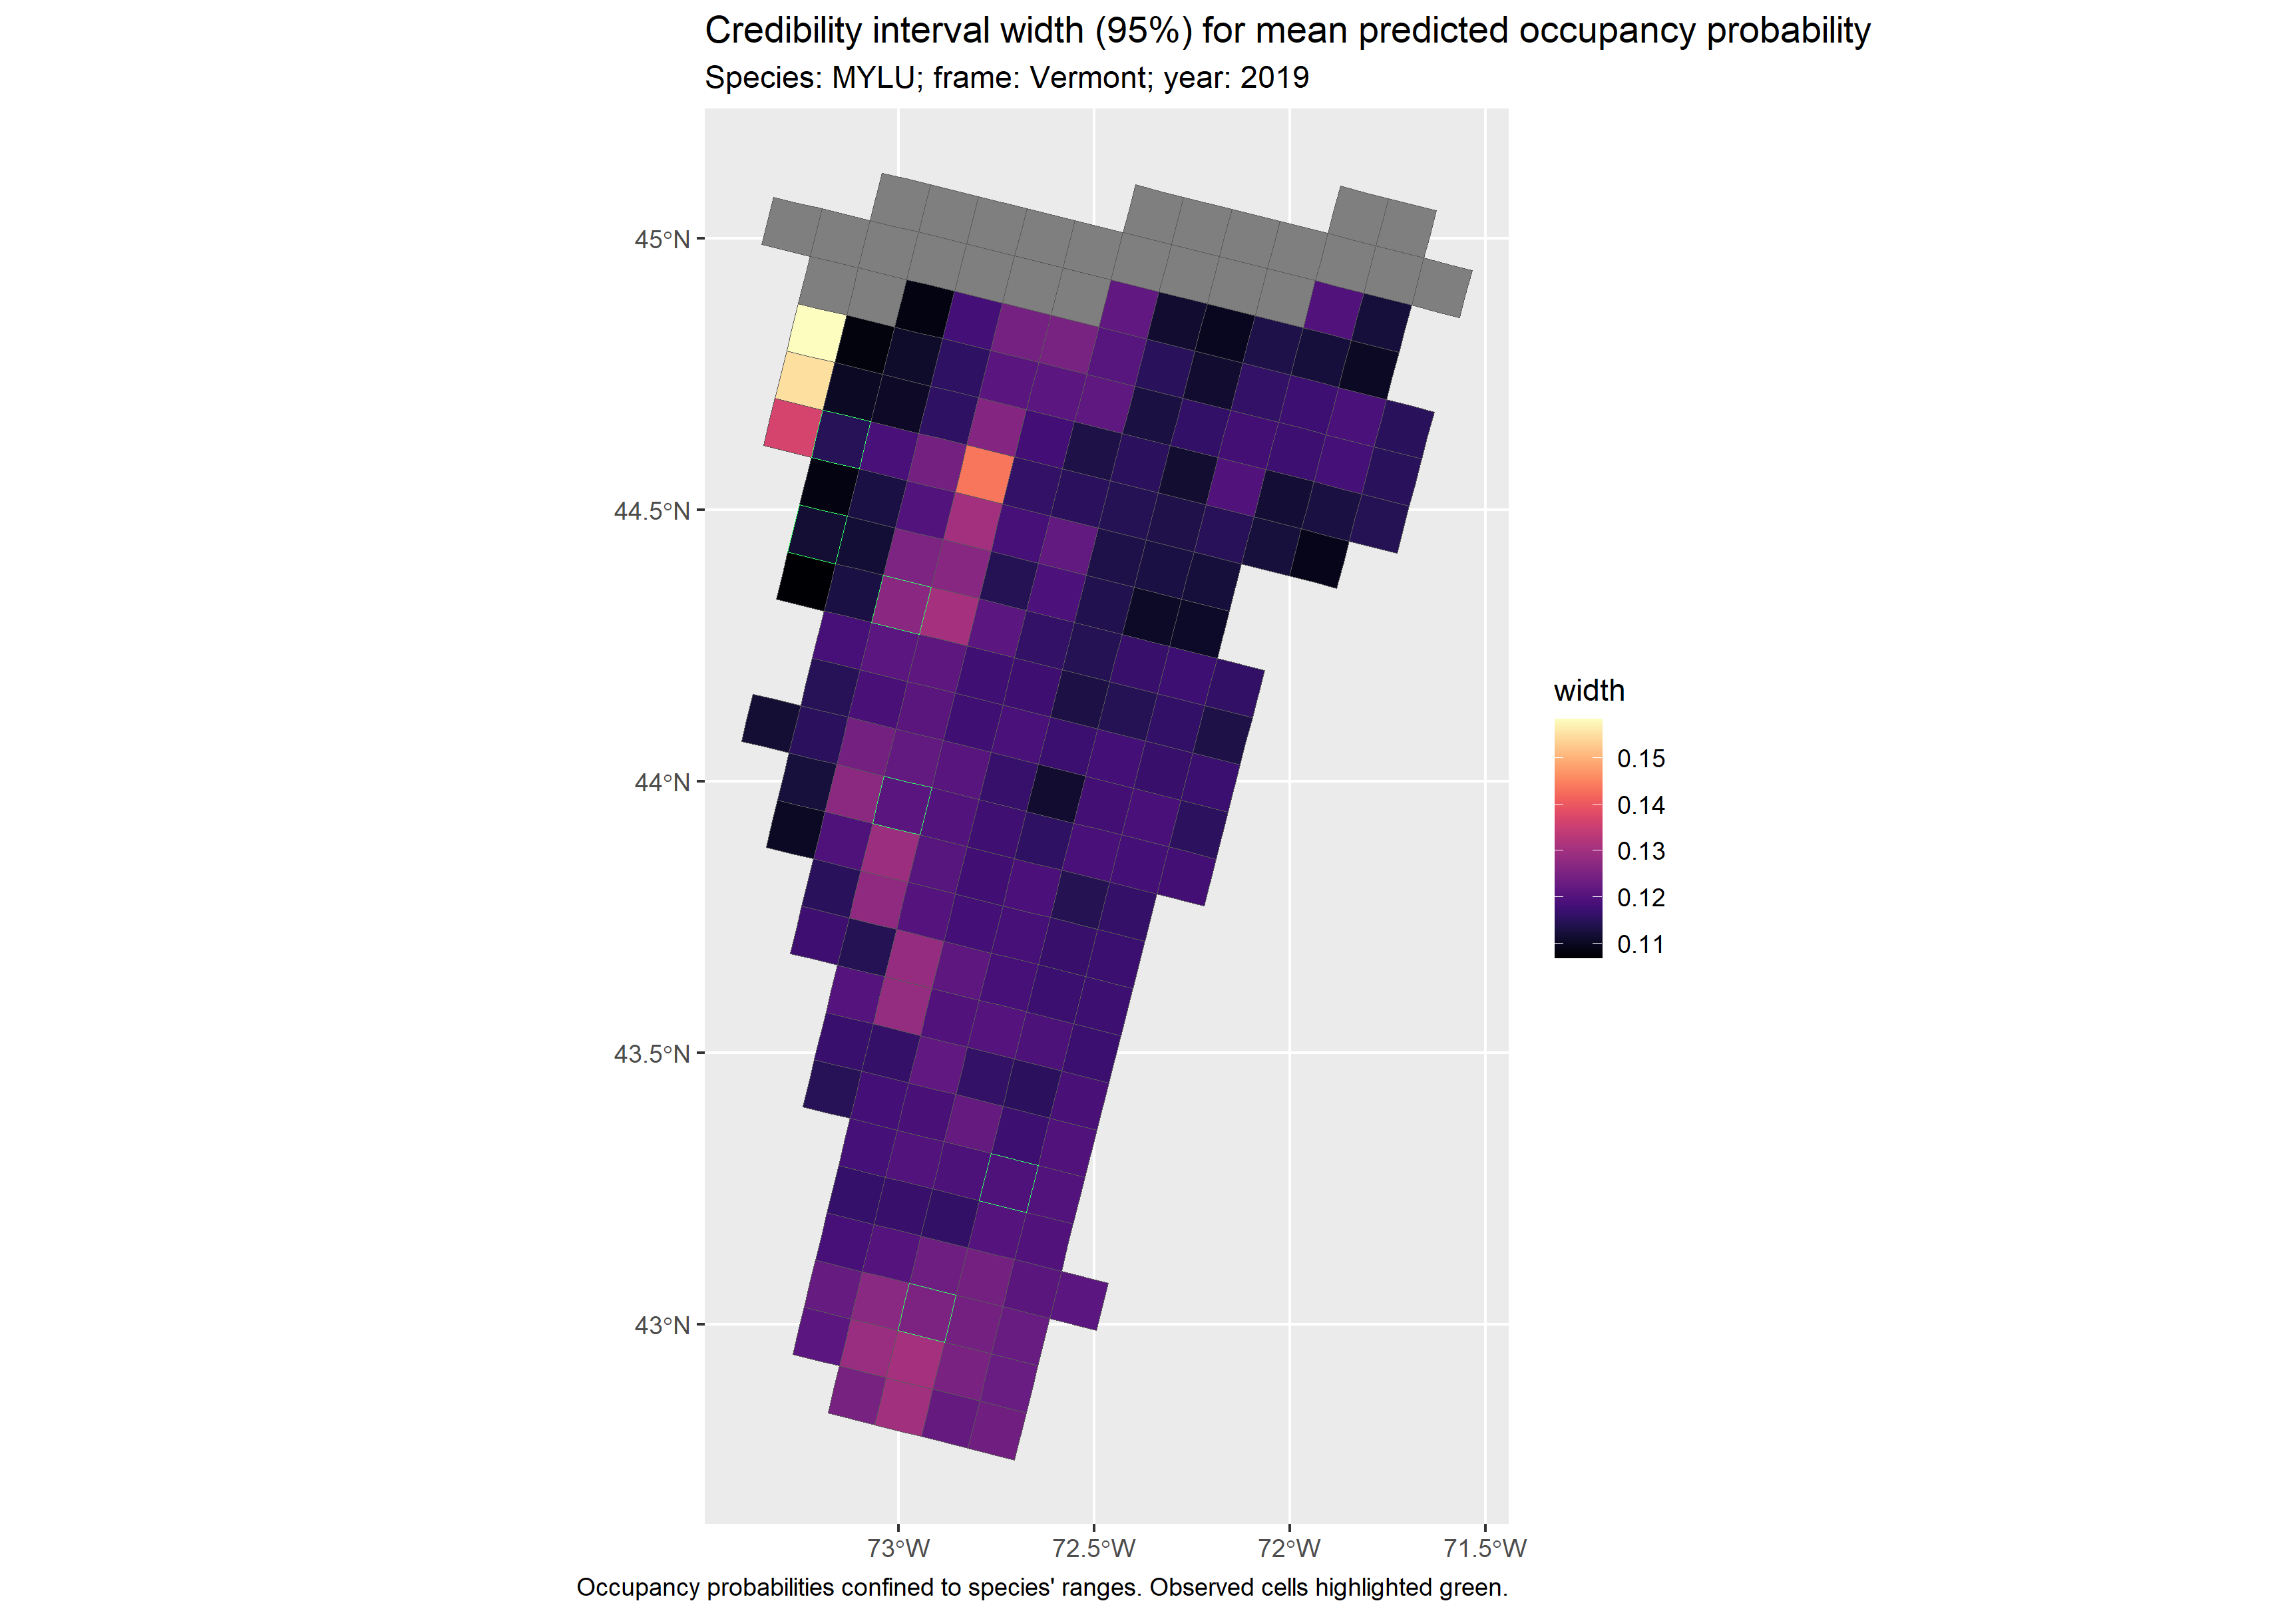 Credibility interval width (95%) for mean predicted occupancy probability
Species: MYLU; frame: Vermont; year: 2019
45°N
44.5°N
44°N
43.5°N
43°N
73°W
72.5°W
72°W
71.5°W
width
0.15
0.14
0.13
0.12
0.11
Occupancy probabilities confined to species' ranges. Observed cells highlighted green.